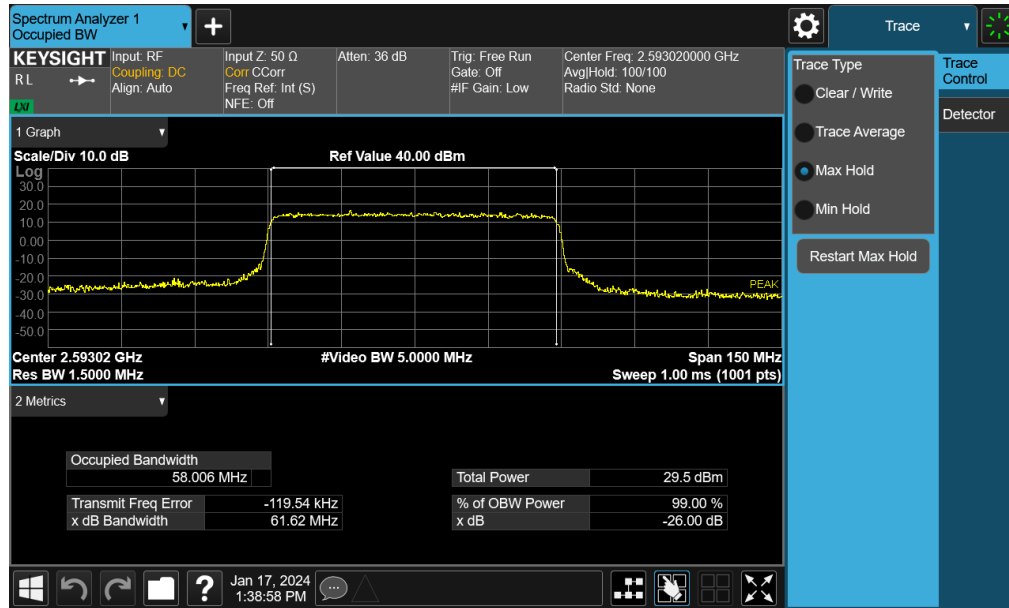 Spectrum Analyzer 1
Occupied BW
Trace
KEYSIGHT
R L
LXI
Input: RF
Coupling: DC
Align: Auto
Input Z: 50 Ω
Corr CCorr
Freq Ref: Int (S)
NFE: Off
Atten: 36 dB
Trig: Free Run
Gate: Off
#IF Gain: Low
Center Freq: 2.593020000 GHz
Avg|Hold: 100/100
Radio Std: None
1 Graph
Scale/Div 10.0 dB
Ref Value 40.00 dBm
Log
30.0
20.0
10.0
0.00
-10.0
-20.0
-30.0
-40.0
-50.0
PEAK
Center 2.59302 GHz
#Video BW 5.0000 MHz
Span 150 MHz
Res BW 1.5000 MHz
Sweep 1.00 ms (1001 pts)
2 Metrics
Occupied Bandwidth
58.006 MHz
Total Power 29.5 dBm
Transmit Freq Error -119.54 kHz
% of OBW Power 99.00 %
x dB Bandwidth 61.62 MHz
x dB -26.00 dB
Trace Type
Clear / Write
Trace Average
Max Hold
Min Hold
Restart Max Hold
Trace
Control
Detector
?
Jan 17, 2024
1:38:58 PM